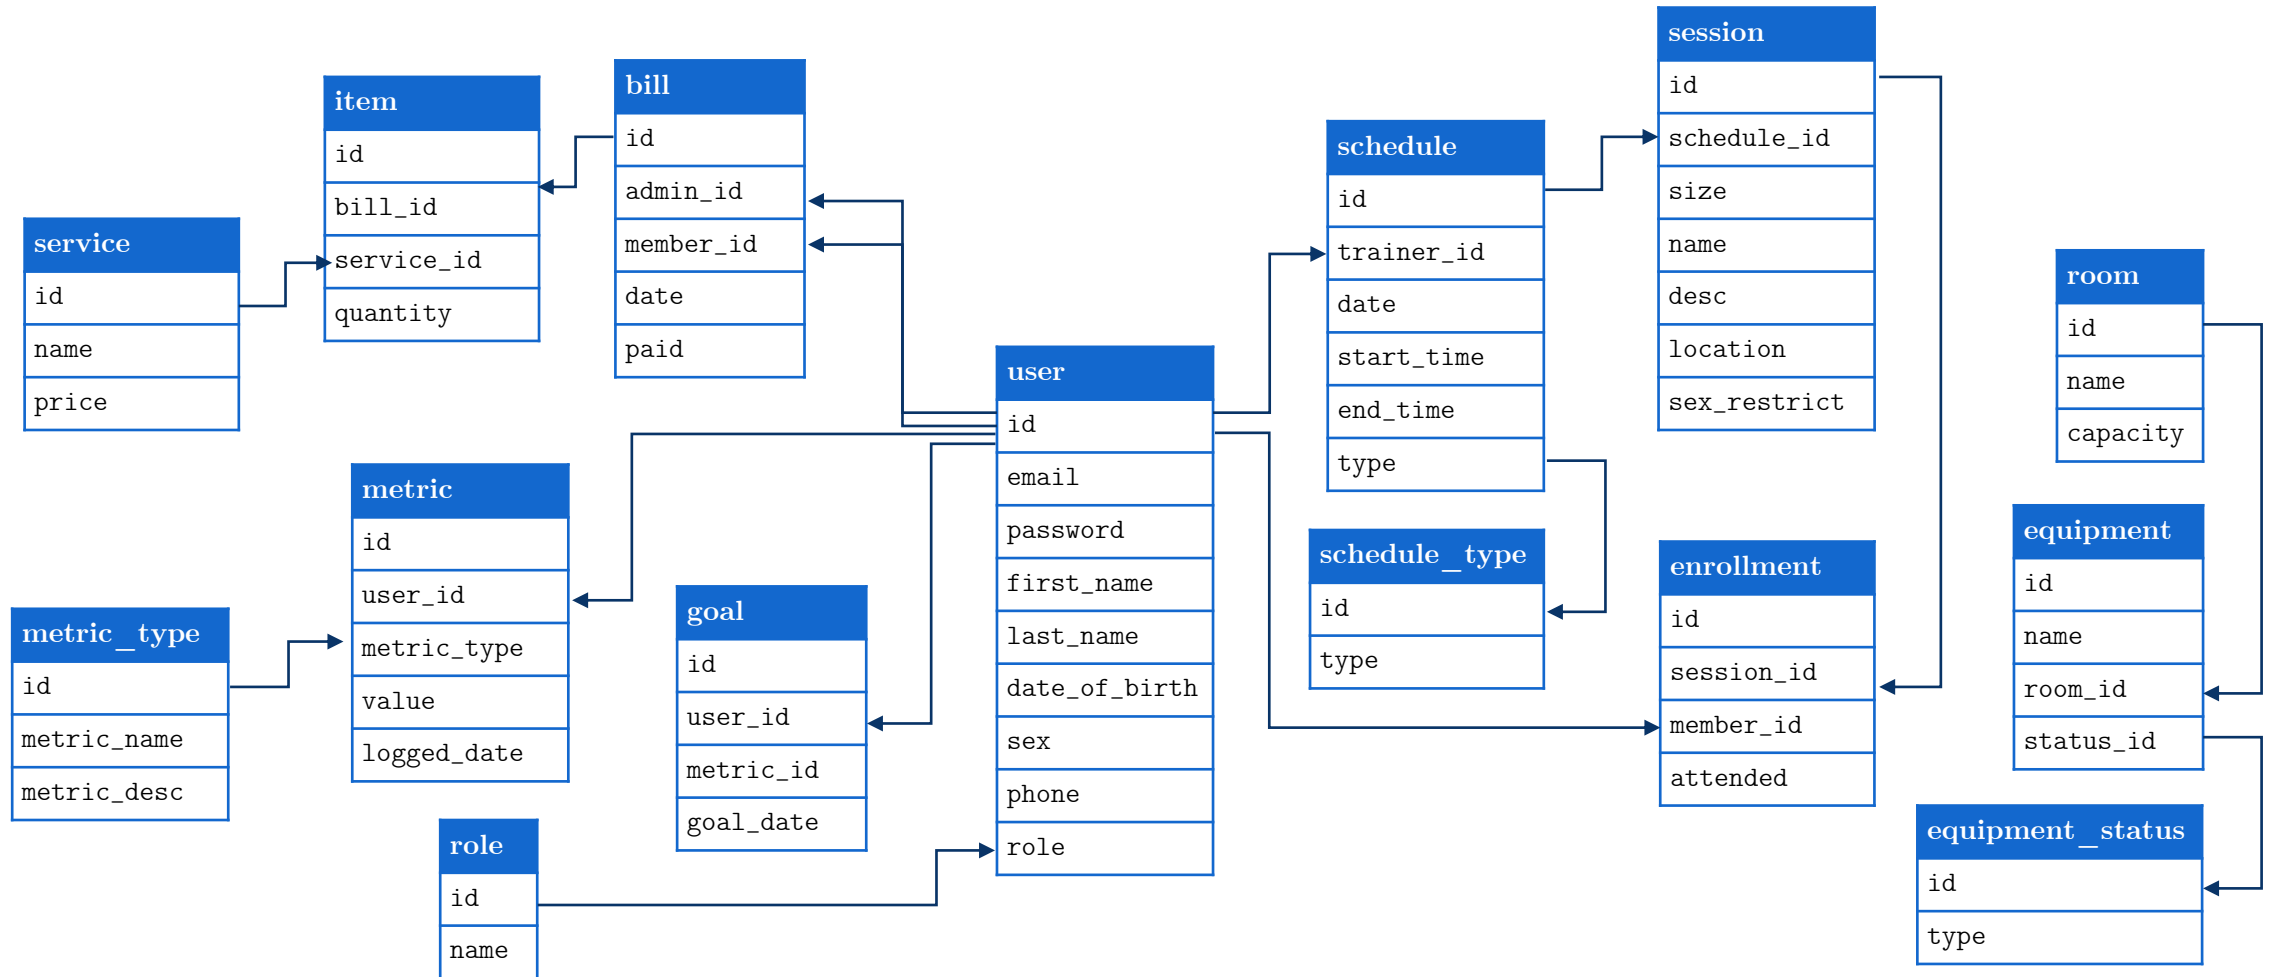 service
id
name
price
item
id
bill_id
service_id
quantity
bill
id
admin_id
member_id
date
paid
metric_type
id
metric_name
metric_desc
metric
id
user_id
metric_type
value
logged_date
role
id
name
goal
id
user_id
metric_id
goal_date
user
id
email
password
first_name
last_name
date_of_birth
sex
phone
role
schedule
id
trainer_id
date
start_time
end_time
type
schedule_type
id
type
session
id
schedule_id
size
name
desc
location
sex_restrict
enrollment
id
session_id
member_id
attended
room
id
name
capacity
equipment
id
name
room_id
status_id
equipment_status
id
type